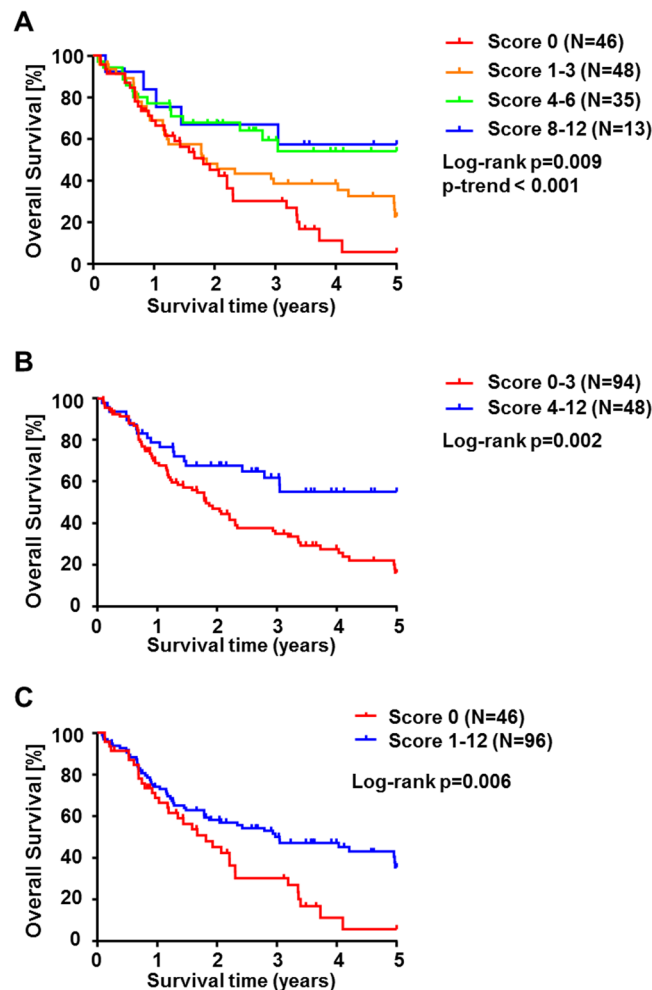 A
Overall Survival [%]
100
80
60
40
20
0
0 1 2 3 4 5
Survival time (years)
Score 0 (N=46)
Score 1-3 (N=48)
Score 4-6 (N=35)
Score 8-12 (N=13)
Log-rank p=0.009
p-trend < 0.001
B
Overall Survival [%]
100
80
60
40
20
0
0 1 2 3 4 5
Survival time (years)
Score 0-3 (N=94)
Score 4-12 (N=48)
Log-rank p=0.002
C
Overall Survival [%]
100
80
60
40
20
0
0 1 2 3 4 5
Survival time (years)
Score 0 (N=46)
Score 1-12 (N=96)
Log-rank p=0.006